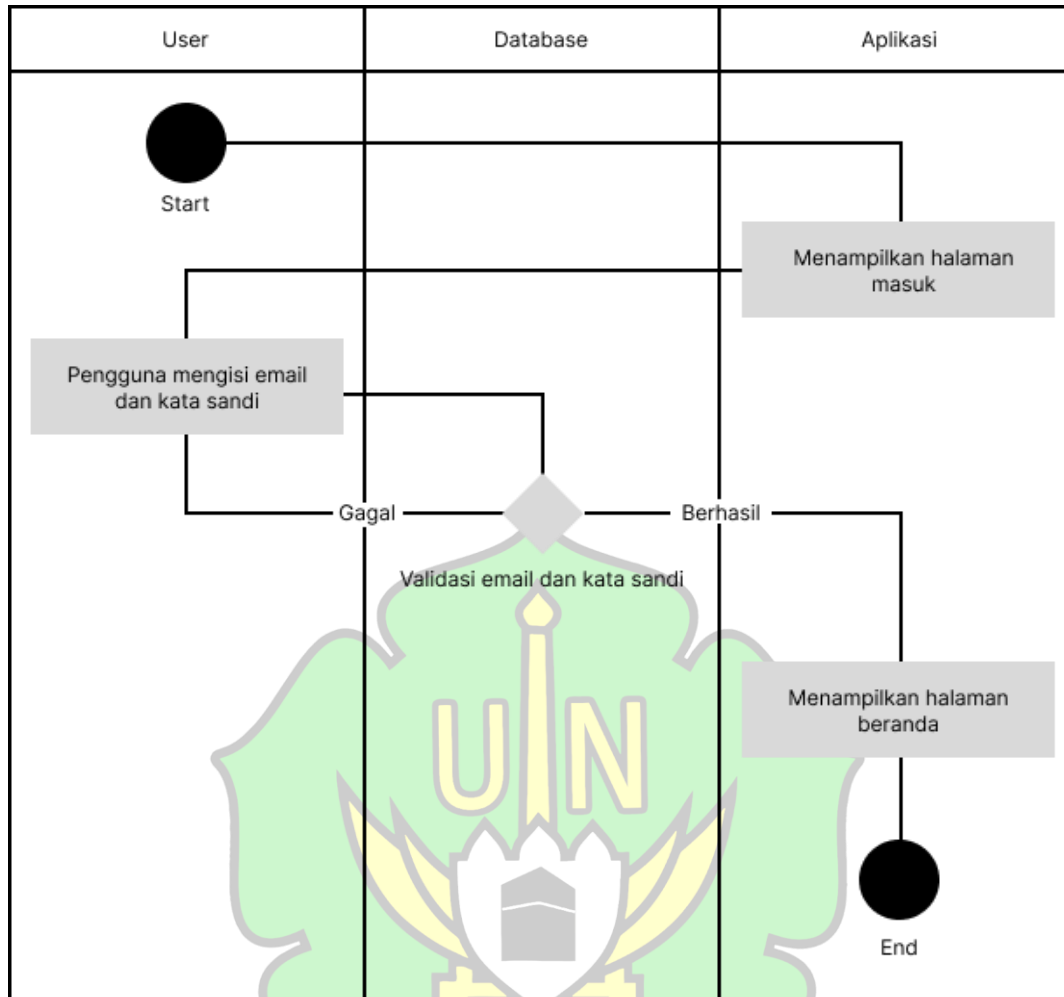 User
Database
Aplikasi
Start
Menampilkan halaman
masuk
Pengguna mengisi email
dan kata sandi
Gagal
Berhasil
Validasi email dan kata sandi
Menampilkan halaman
beranda
UIN
End